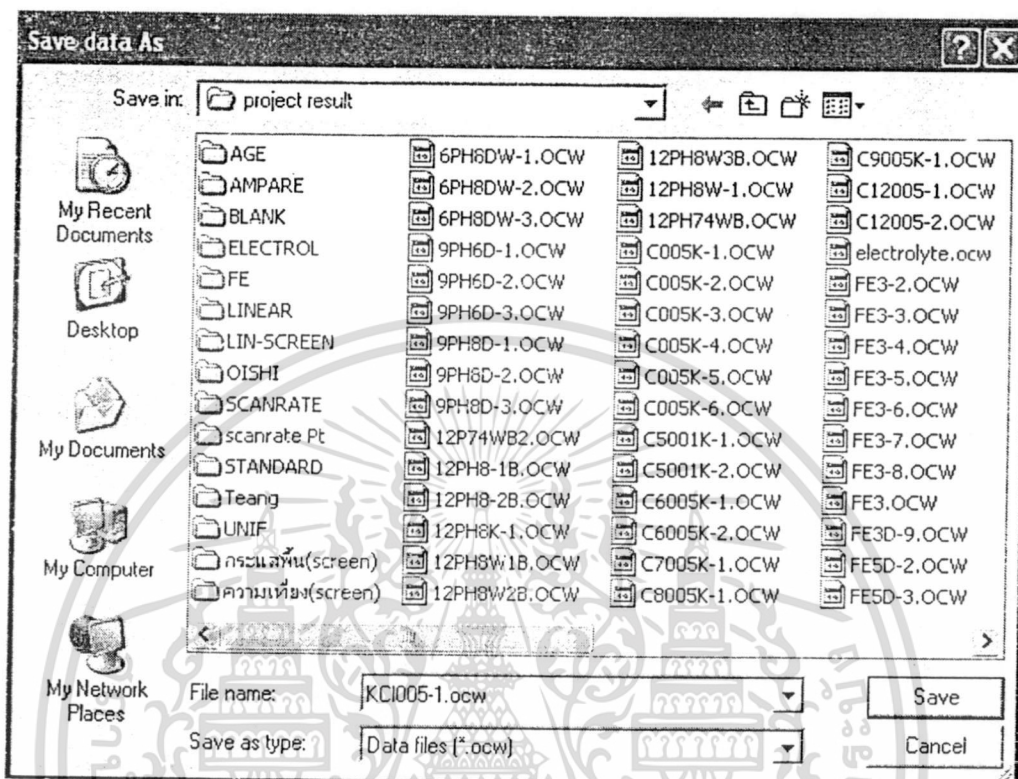 Save data As
Save in: project result
My Recent Documents
Desktop
My Documents
My Computer
My Network Places
AGE
AMPARE
BLANK
ELECTROL
FE
LINEAR
LIN-SCREEN
OISHI
SCANRATE
scanrate Pt
STANDARD
Teang
UNIF
กระแสพื้น(screen)
ความเที่ยง(screen)
6PH8DW-1.OCW
6PH8DW-2.OCW
6PH8DW-3.OCW
9PH6D-1.OCW
9PH6D-2.OCW
9PH6D-3.OCW
9PH8D-1.OCW
9PH8D-2.OCW
9PH8D-3.OCW
12P74WB2.OCW
12PH8-1B.OCW
12PH8-2B.OCW
12PH8K-1.OCW
12PH8W1B.OCW
12PH8W2B.OCW
12PH8W3B.OCW
12PH8W-1.OCW
12PH74WB.OCW
C005K-1.OCW
C005K-2.OCW
C005K-3.OCW
C005K-4.OCW
C005K-5.OCW
C005K-6.OCW
C5001K-1.OCW
C5001K-2.OCW
C6005K-1.OCW
C6005K-2.OCW
C7005K-1.OCW
C8005K-1.OCW
C9005K-1.OCW
C12005-1.OCW
C12005-2.OCW
electrolyte.ocw
FE3-2.OCW
FE3-3.OCW
FE3-4.OCW
FE3-5.OCW
FE3-6.OCW
FE3-7.OCW
FE3-8.OCW
FE3.OCW
FE3D-9.OCW
FE5D-2.OCW
FE5D-3.OCW
File name: KCl005-1.ocw Save
Save as type: Data files (*.ocw) Cancel